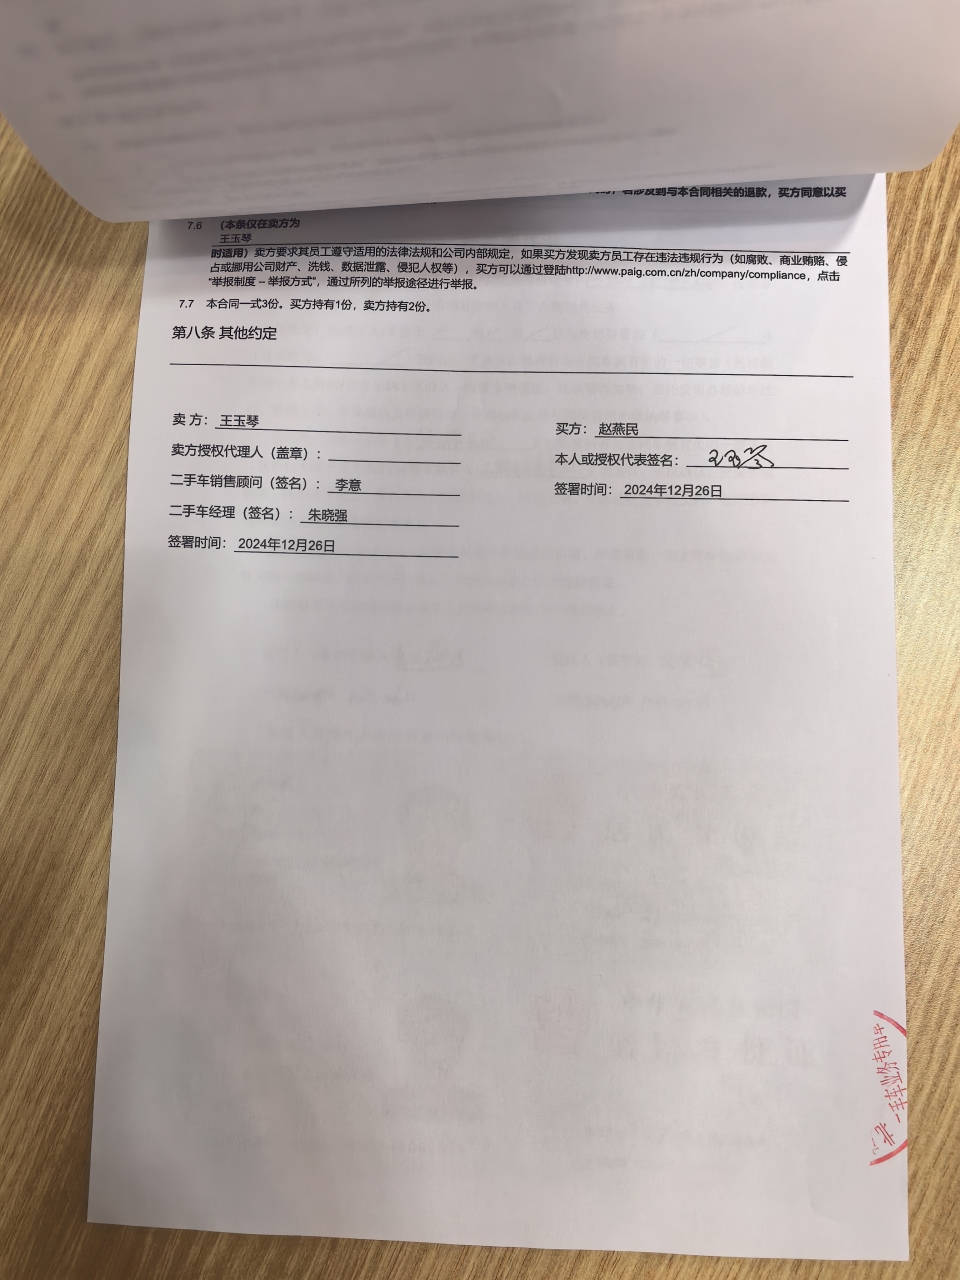 若涉及到与本合同相关的退款，买方同意以买
7.6 （本条仅在卖方为
王玉琴
时适用）卖方要求其员工遵守适用的法律法规和公司内部规定，如果买方发现卖方员工存在违法违规行为（如腐败、商业贿赂、侵
占或挪用公司财产、洗钱、数据泄露、侵犯人权等），买方可以通过登陆http://www.paig.com.cn/zh/company/compliance，点击
“举报制度 – 举报方式”，通过所列的举报途径进行举报。
7.7 本合同一式3份。买方持有1份，卖方持有2份。
第八条 其他约定
卖 方： 王玉琴
买方： 赵燕民
卖方授权代理人（盖章）：
本人或授权代表签名：
二手车销售顾问（签名）： 李意
签署时间： 2024年12月26日
二手车经理（签名）： 朱晓强
签署时间： 2024年12月26日
车业务专用章